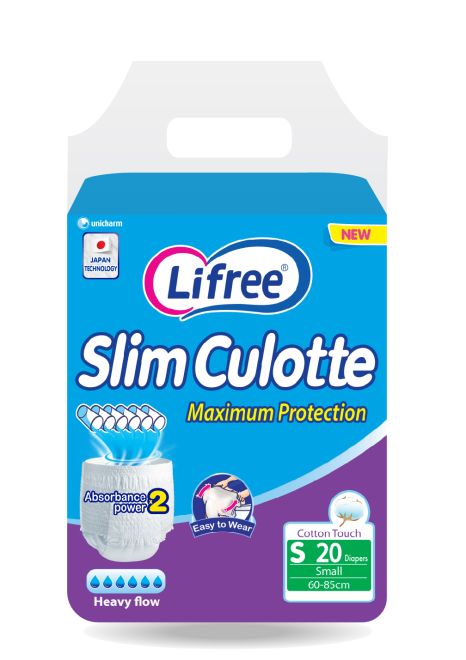 unicharm
JAPAN
TECHNOLOGY
NEW
Lifree®
Slim Culotte
Maximum Protection
Absorbance
power x2
Easy to Wear
Heavy flow
Cotton Touch
S 20 Diapers
Small
60-85cm